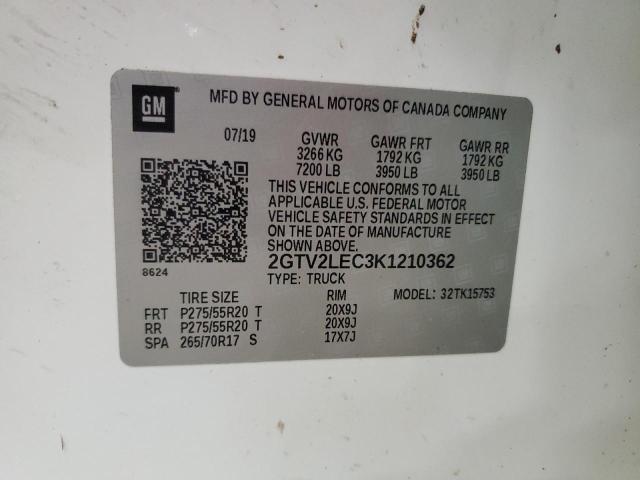 GM
MFD BY GENERAL MOTORS OF CANADA COMPANY
07/19 GVWR GAWR FRT GAWR RR
3266 KG 1792 KG 1792 KG
7200 LB 3950 LB 3950 LB
THIS VEHICLE CONFORMS TO ALL
APPLICABLE U.S. FEDERAL MOTOR
VEHICLE SAFETY STANDARDS IN EFFECT
ON THE DATE OF MANUFACTURE
SHOWN ABOVE.
2GTV2LEC3K1210362
8624
TYPE: TRUCK
TIRE SIZE RIM MODEL: 32TK15753
FRT P275/55R20 T 20X9J
RR P275/55R20 T 20X9J
SPA 265/70R17 S 17X7J